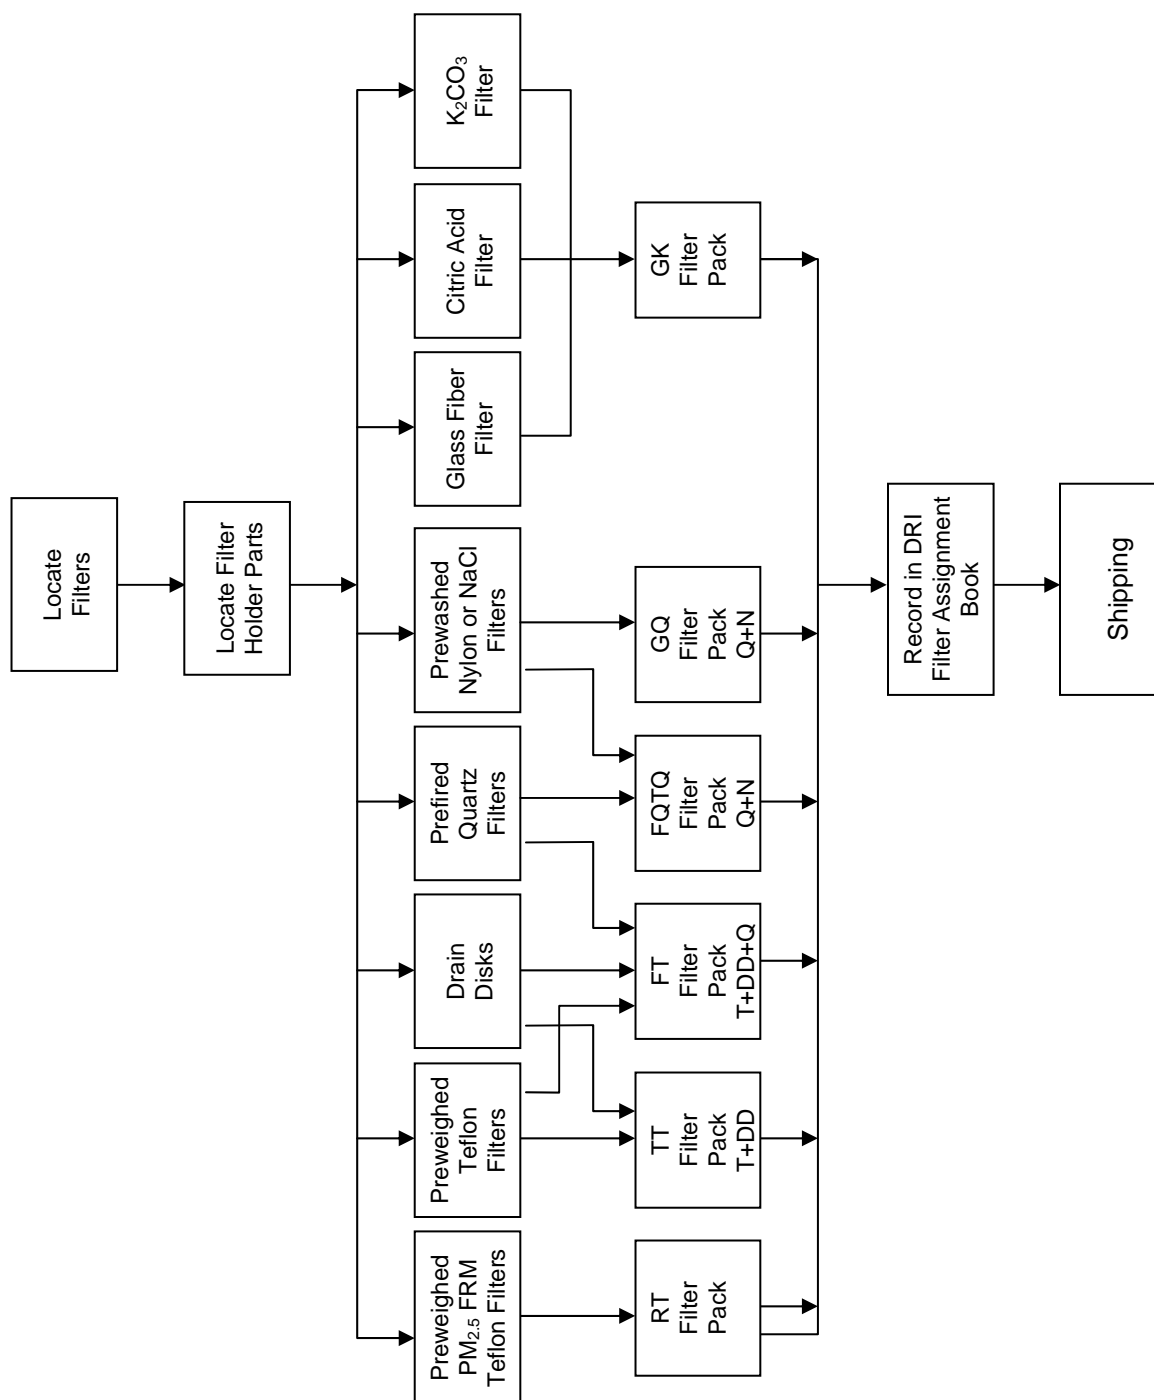 Locate
Filters
Locate Filter
Holder Parts
Preweighed
PM2.5 FRM
Teflon Filters
Preweighed
Teflon
Filters
Drain
Disks
Prefired
Quartz
Filters
Prewashed
Nylon or NaCl
Filters
Glass Fiber
Filter
Citric Acid
Filter
K2CO3
Filter
RT
Filter
Pack
TT
Filter
Pack
T+DD
FT
Filter
Pack
T+DD+Q
FQTQ
Filter
Pack
Q+N
GQ
Filter
Pack
Q+N
GK
Filter
Pack
Record in DRI
Filter Assignment
Book
Shipping